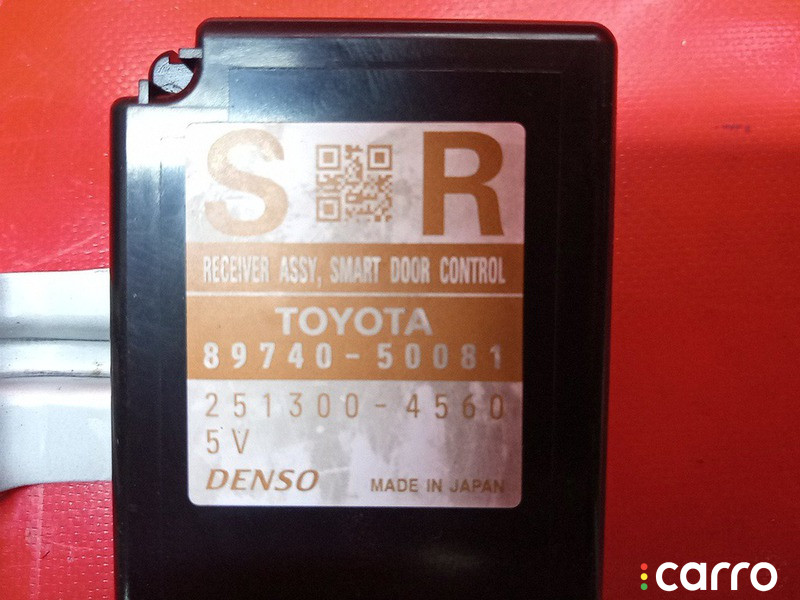 S R
RECEIVER ASSY, SMART DOOR CONTROL
TOYOTA
89740-50081
251300-4560
5V
DENSO MADE IN JAPAN
carro